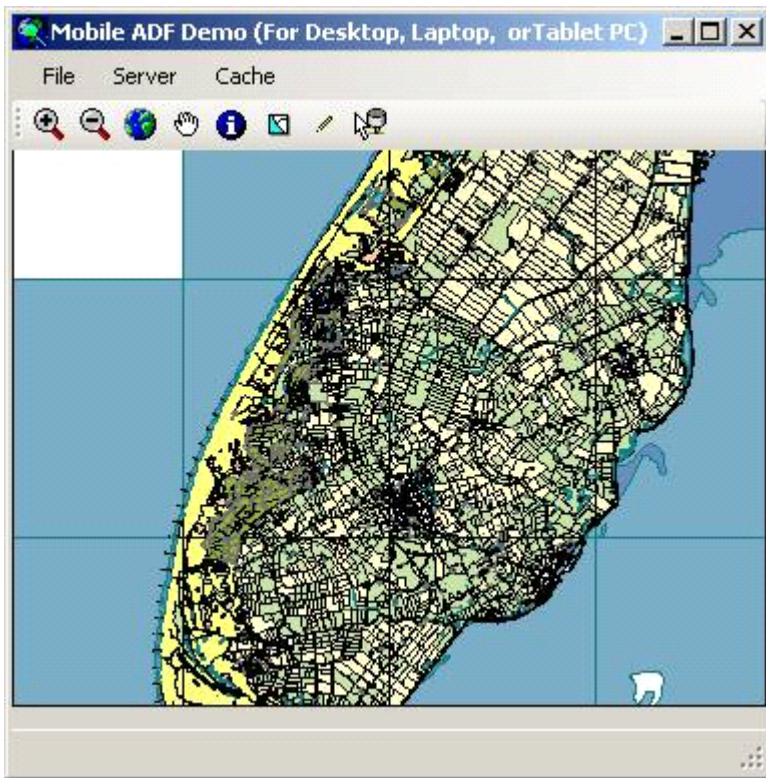 Mobile ADF Demo (For Desktop, Laptop, orTablet PC)
File Server Cache